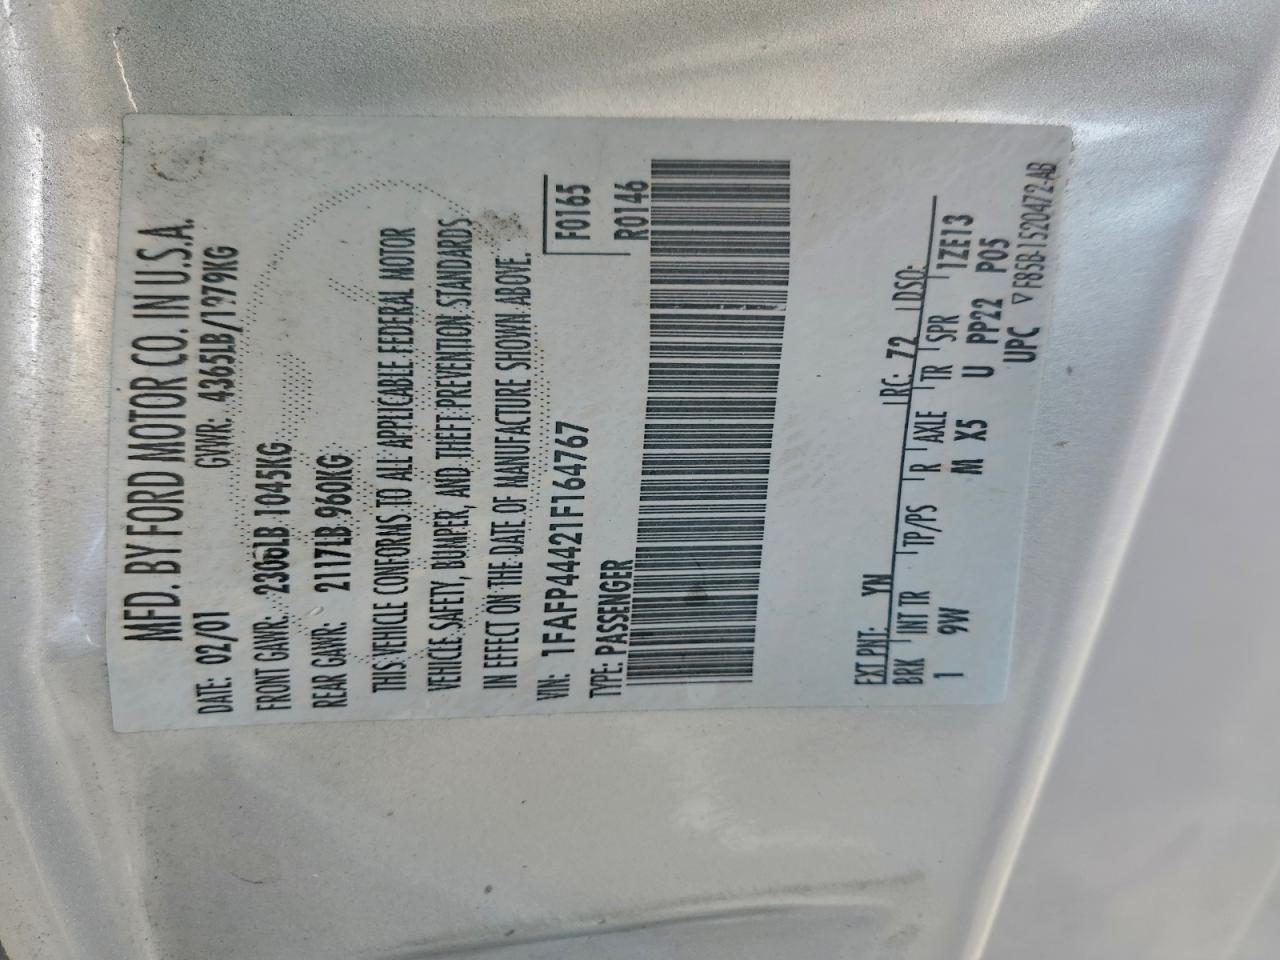 MFD. BY FORD MOTOR CO. IN U.S.A.
DATE: 02/01 GVWR: 4365LB/1979KG
FRONT GAWR: 2306LB 1045KG
REAR GAWR: 2117LB 960KG
THIS VEHICLE CONFORMS TO ALL APPLICABLE FEDERAL MOTOR
VEHICLE SAFETY, BUMPER, AND THEFT PREVENTION STANDARDS
IN EFFECT ON THE DATE OF MANUFACTURE SHOWN ABOVE.
VIN: 1FAFP44421F164767 F0165
TYPE: PASSENGER R0146
EXT PNT: YN RC: 72 DSO:
BRK INT TR TP/PS R AXLE TR SPR 1ZE13
1 9W M X5 U PP22 P05
UPC ▽ F85B-1520472-AB